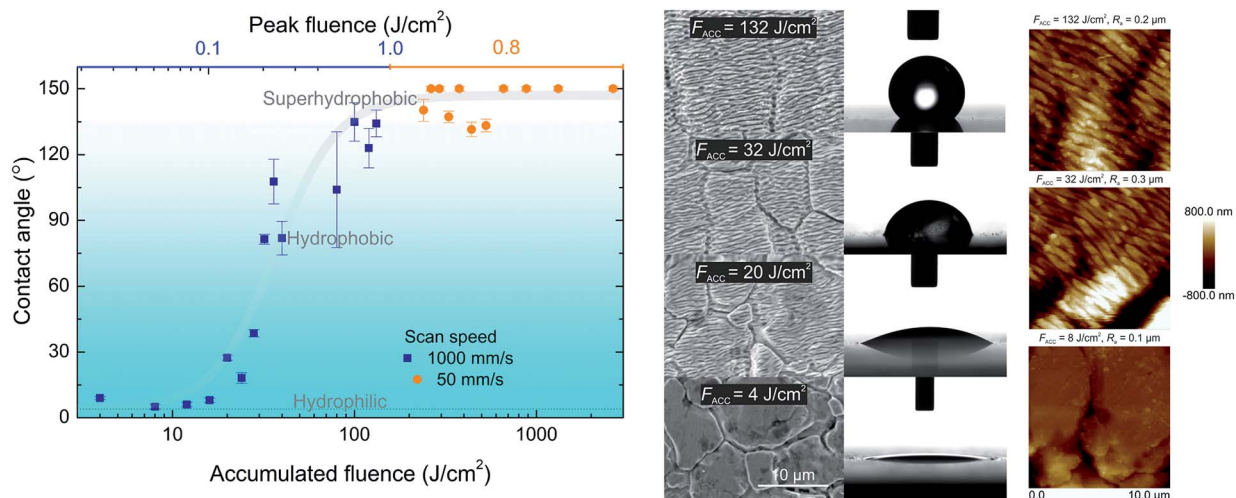 Peak fluence (J/cm²)
0.1
1.0
0.8
Contact angle (°)
150
120
90
60
30
0
Superhydrophobic
Hydrophobic
Scan speed
1000 mm/s
50 mm/s
Hydrophilic
10
100
1000
Accumulated fluence (J/cm²)
F_ACC = 132 J/cm²
F_ACC = 32 J/cm²
F_ACC = 20 J/cm²
F_ACC = 4 J/cm²
10 μm
F_ACC = 132 J/cm², R_a = 0.2 μm
F_ACC = 32 J/cm², R_a = 0.3 μm
800.0 nm
-800.0 nm
F_ACC = 8 J/cm², R_a = 0.1 μm
0.0
10.0 μm